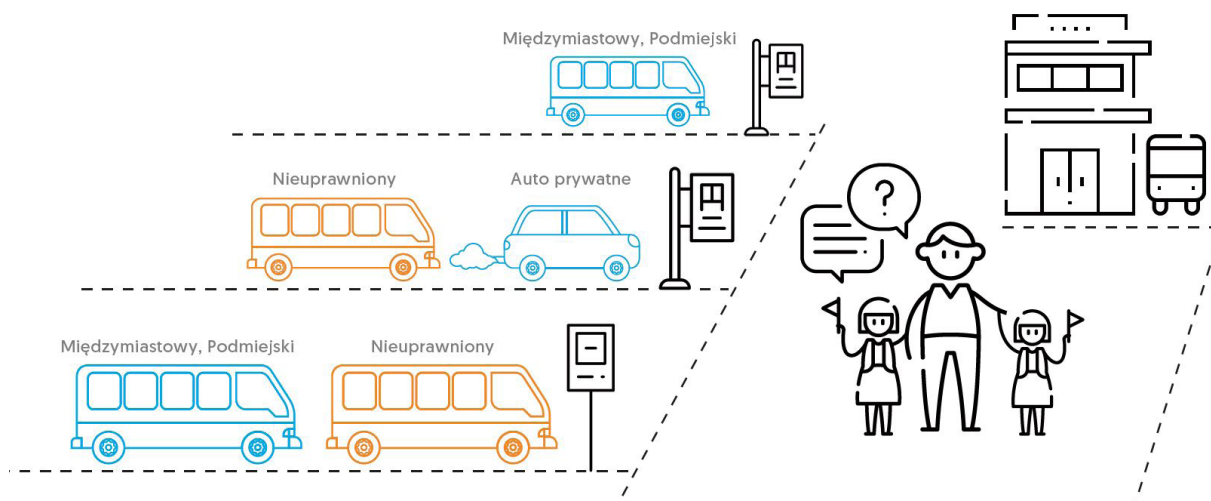 Międzymiastowy, Podmiejski
Nieuprawniony
Auto prywatne
Międzymiastowy, Podmiejski
Nieuprawniony
?